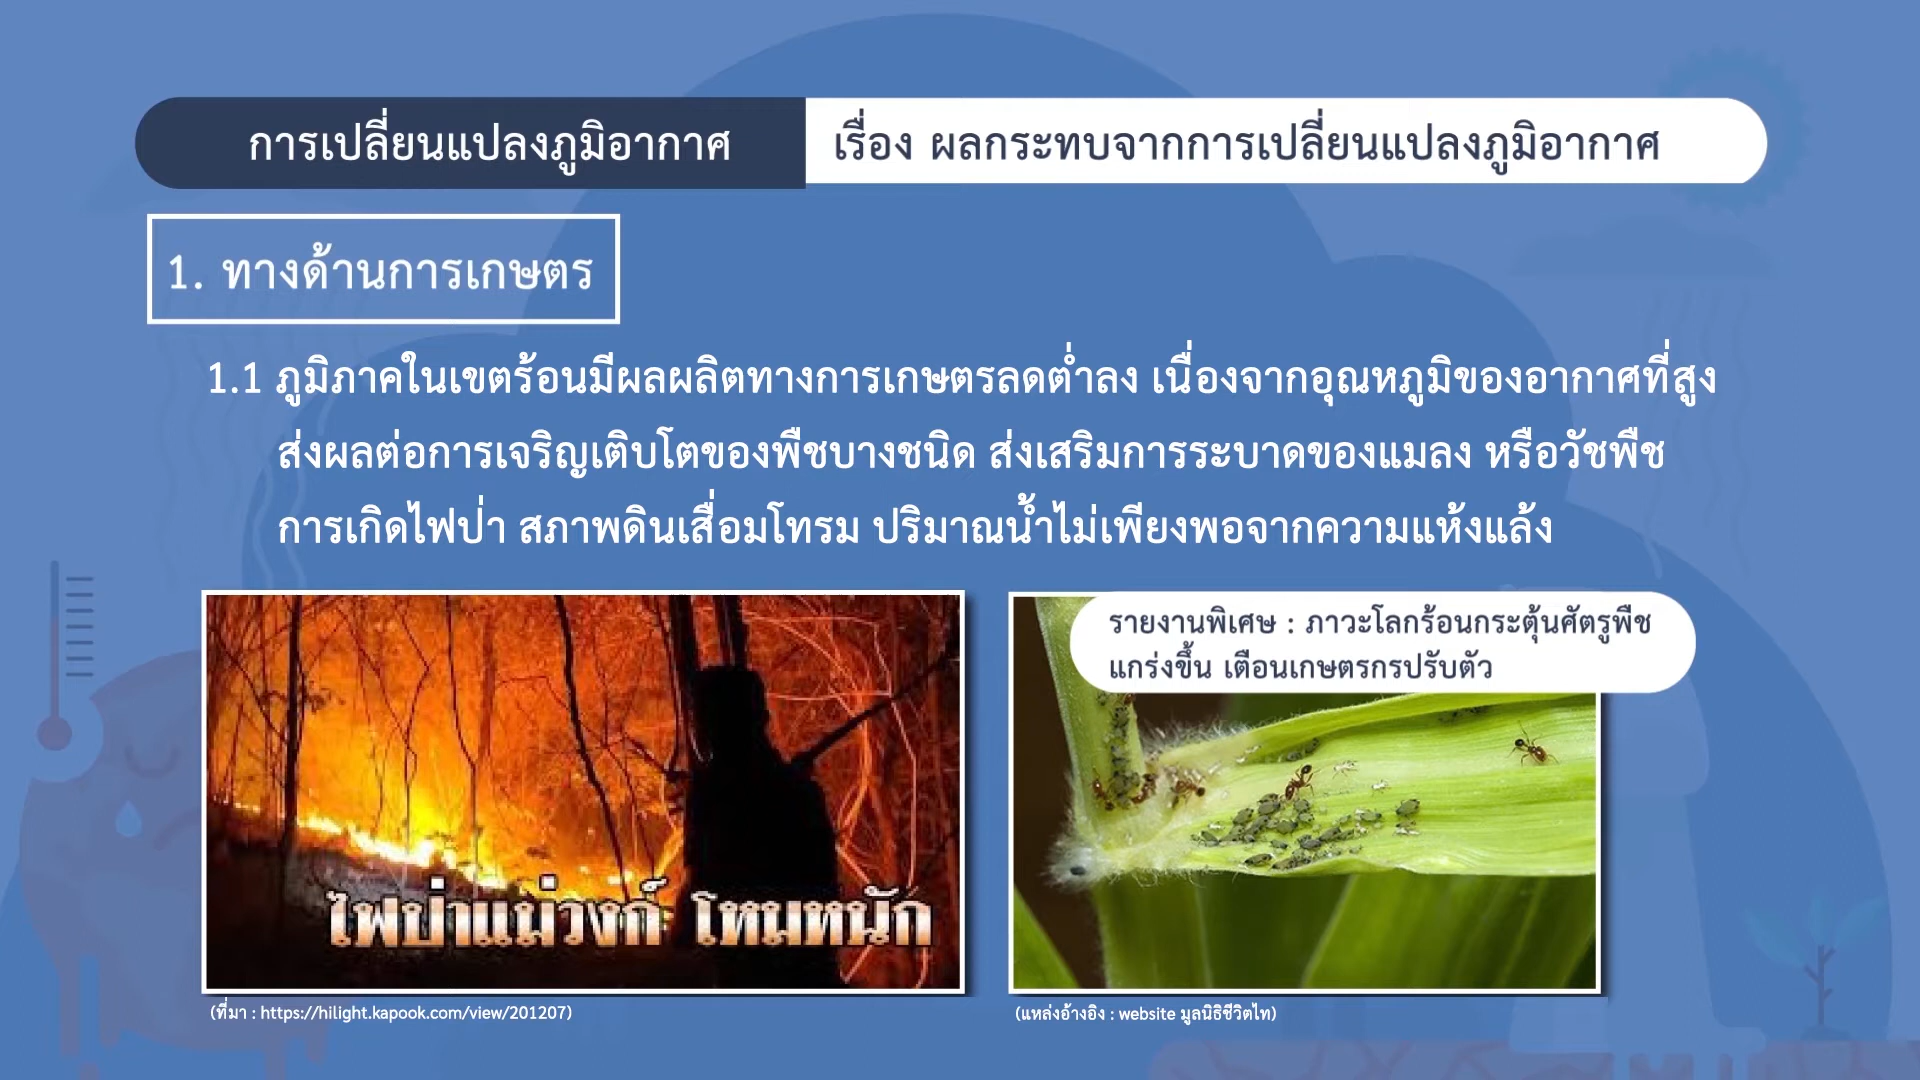 การเปลี่ยนแปลงภูมิอากาศ
เรื่อง ผลกระทบจากการเปลี่ยนแปลงภูมิอากาศ
1. ทางด้านการเกษตร
1.1 ภูมิภาคในเขตร้อนมีผลผลิตทางการเกษตรลดต่ำลง เนื่องจากอุณหภูมิของอากาศที่สูง
ส่งผลต่อการเจริญเติบโตของพืชบางชนิด ส่งเสริมการระบาดของแมลง หรือวัชพืช
การเกิดไฟป่า สภาพดินเสื่อมโทรม ปริมาณน้ำไม่เพียงพอจากความแห้งแล้ง
ไฟป่าแม่วงก์ โหมหนัก
(ที่มา : https://hilight.kapook.com/view/201207)
รายงานพิเศษ : ภาวะโลกร้อนกระตุ้นศัตรูพืช
แกร่งขึ้น เตือนเกษตรกรปรับตัว
(แหล่งอ้างอิง : website มูลนิธิชีวิตไท)